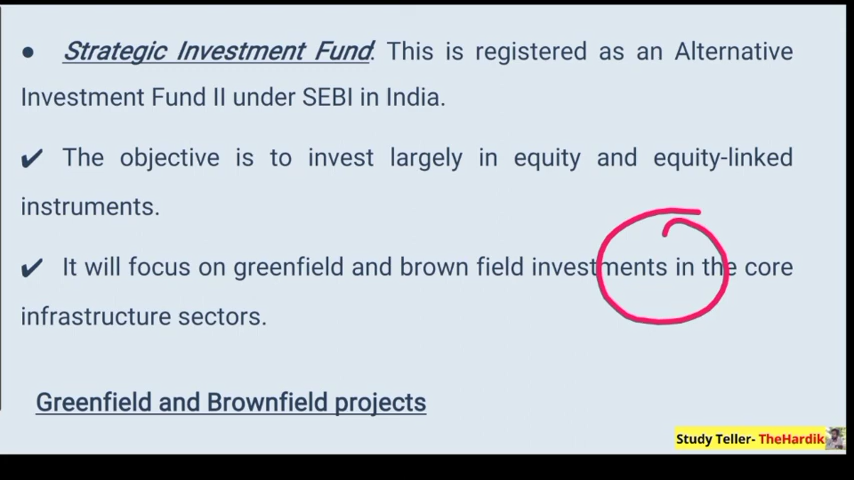 ● Strategic Investment Fund. This is registered as an Alternative
Investment Fund II under SEBI in India.
✔ The objective is to invest largely in equity and equity-linked
instruments.
✔ It will focus on greenfield and brown field investments in the core
infrastructure sectors.
Greenfield and Brownfield projects
Study Teller- TheHardik